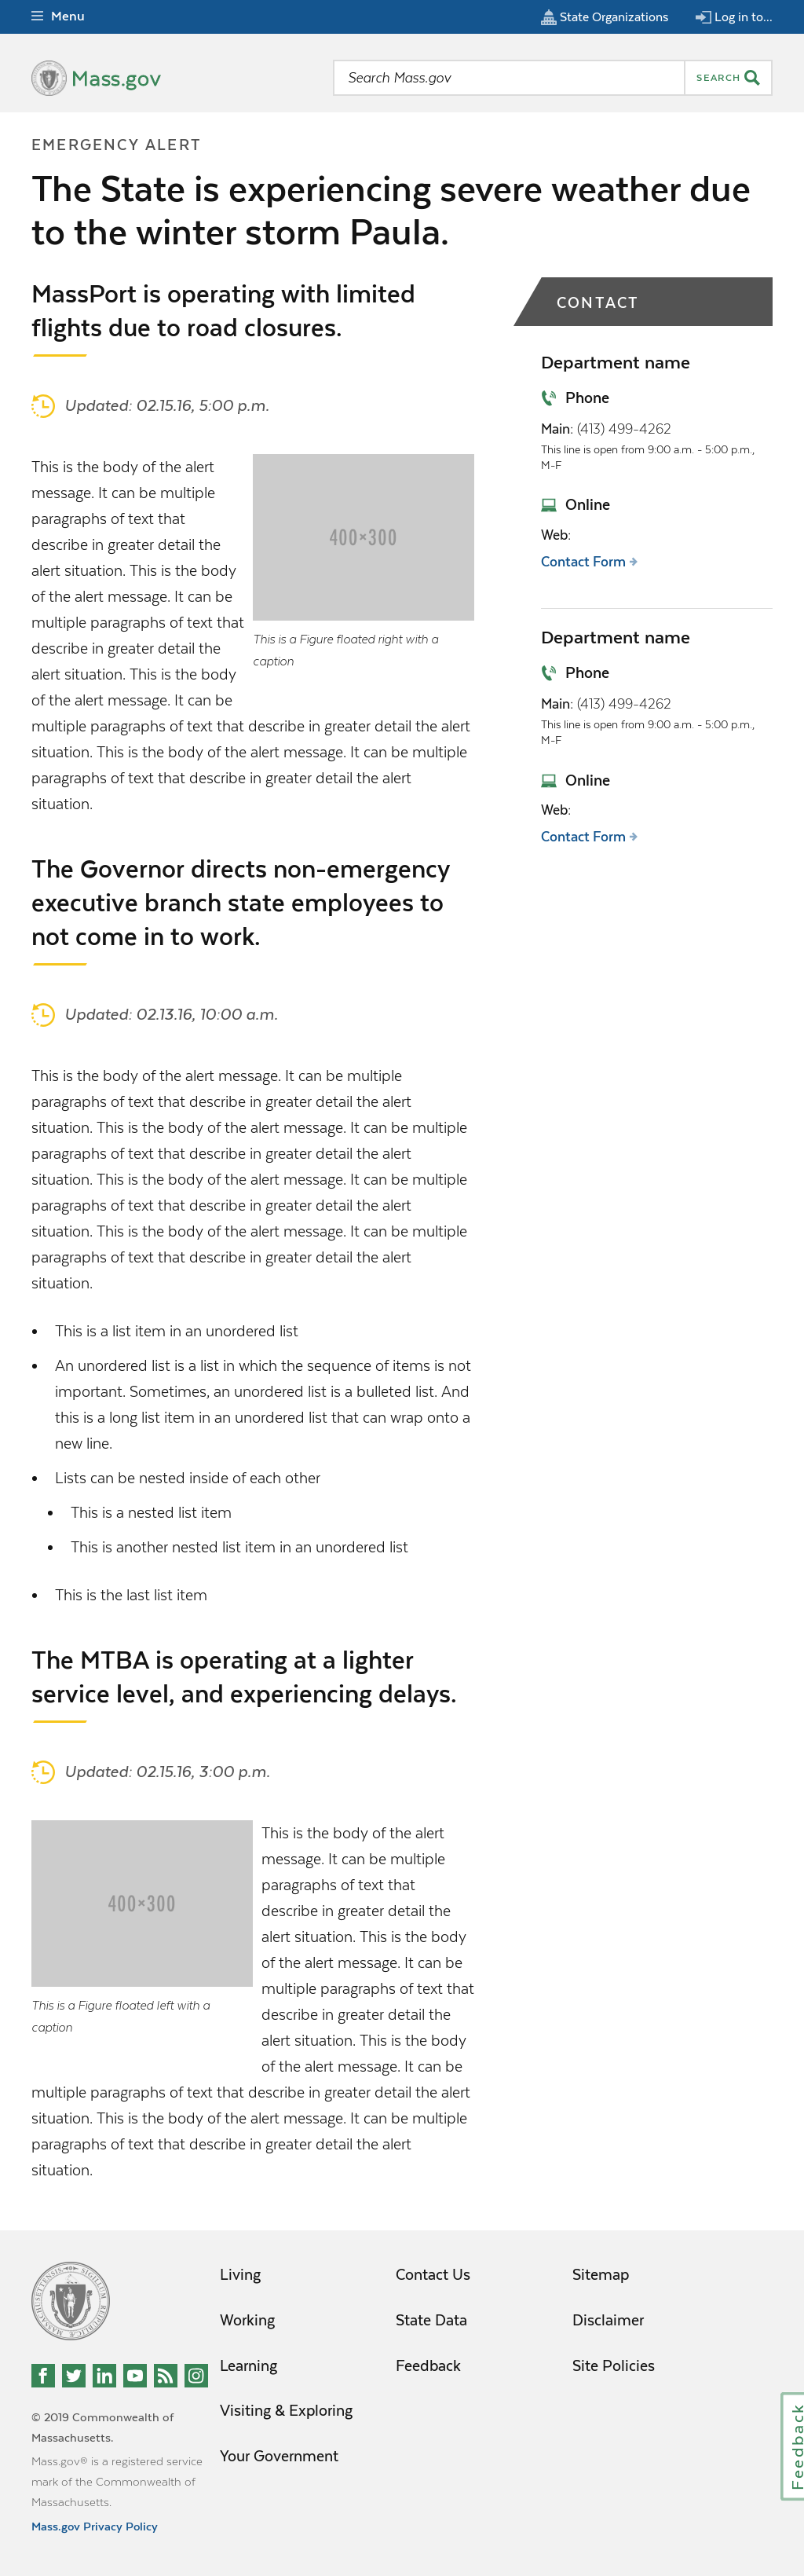 Menu
State Organizations
Log in to...
Mass.gov
Search Mass.gov
SEARCH
EMERGENCY ALERT
The State is experiencing severe weather due
to the winter storm Paula.
MassPort is operating with limited
flights due to road closures.
Updated: 02.15.16, 5:00 p.m.
This is the body of the alert
message. It can be multiple
paragraphs of text that
describe in greater detail the
alert situation. This is the body
of the alert message. It can be
multiple paragraphs of text that
describe in greater detail the
alert situation. This is the body
of the alert message. It can be
multiple paragraphs of text that describe in greater detail the alert
situation. This is the body of the alert message. It can be multiple
paragraphs of text that describe in greater detail the alert
situation.
400×300
This is a Figure floated right with a
caption
The Governor directs non-emergency
executive branch state employees to
not come in to work.
Updated: 02.13.16, 10:00 a.m.
This is the body of the alert message. It can be multiple
paragraphs of text that describe in greater detail the alert
situation. This is the body of the alert message. It can be multiple
paragraphs of text that describe in greater detail the alert
situation. This is the body of the alert message. It can be multiple
paragraphs of text that describe in greater detail the alert
situation. This is the body of the alert message. It can be multiple
paragraphs of text that describe in greater detail the alert
situation.
• This is a list item in an unordered list
• An unordered list is a list in which the sequence of items is not
important. Sometimes, an unordered list is a bulleted list. And
this is a long list item in an unordered list that can wrap onto a
new line.
• Lists can be nested inside of each other
• This is a nested list item
• This is another nested list item in an unordered list
• This is the last list item
The MTBA is operating at a lighter
service level, and experiencing delays.
Updated: 02.15.16, 3:00 p.m.
400×300
This is a Figure floated left with a
caption
This is the body of the alert
message. It can be multiple
paragraphs of text that
describe in greater detail the
alert situation. This is the body
of the alert message. It can be
multiple paragraphs of text that
describe in greater detail the
alert situation. This is the body
of the alert message. It can be
multiple paragraphs of text that describe in greater detail the alert
situation. This is the body of the alert message. It can be multiple
paragraphs of text that describe in greater detail the alert
situation.
CONTACT
Department name
Phone
Main: (413) 499-4262
This line is open from 9:00 a.m. - 5:00 p.m.,
M-F
Online
Web:
Contact Form
Department name
Phone
Main: (413) 499-4262
This line is open from 9:00 a.m. - 5:00 p.m.,
M-F
Online
Web:
Contact Form
© 2019 Commonwealth of
Massachusetts.
Mass.gov® is a registered service
mark of the Commonwealth of
Massachusetts.
Mass.gov Privacy Policy
Living
Working
Learning
Visiting & Exploring
Your Government
Contact Us
State Data
Feedback
Sitemap
Disclaimer
Site Policies
Feedback